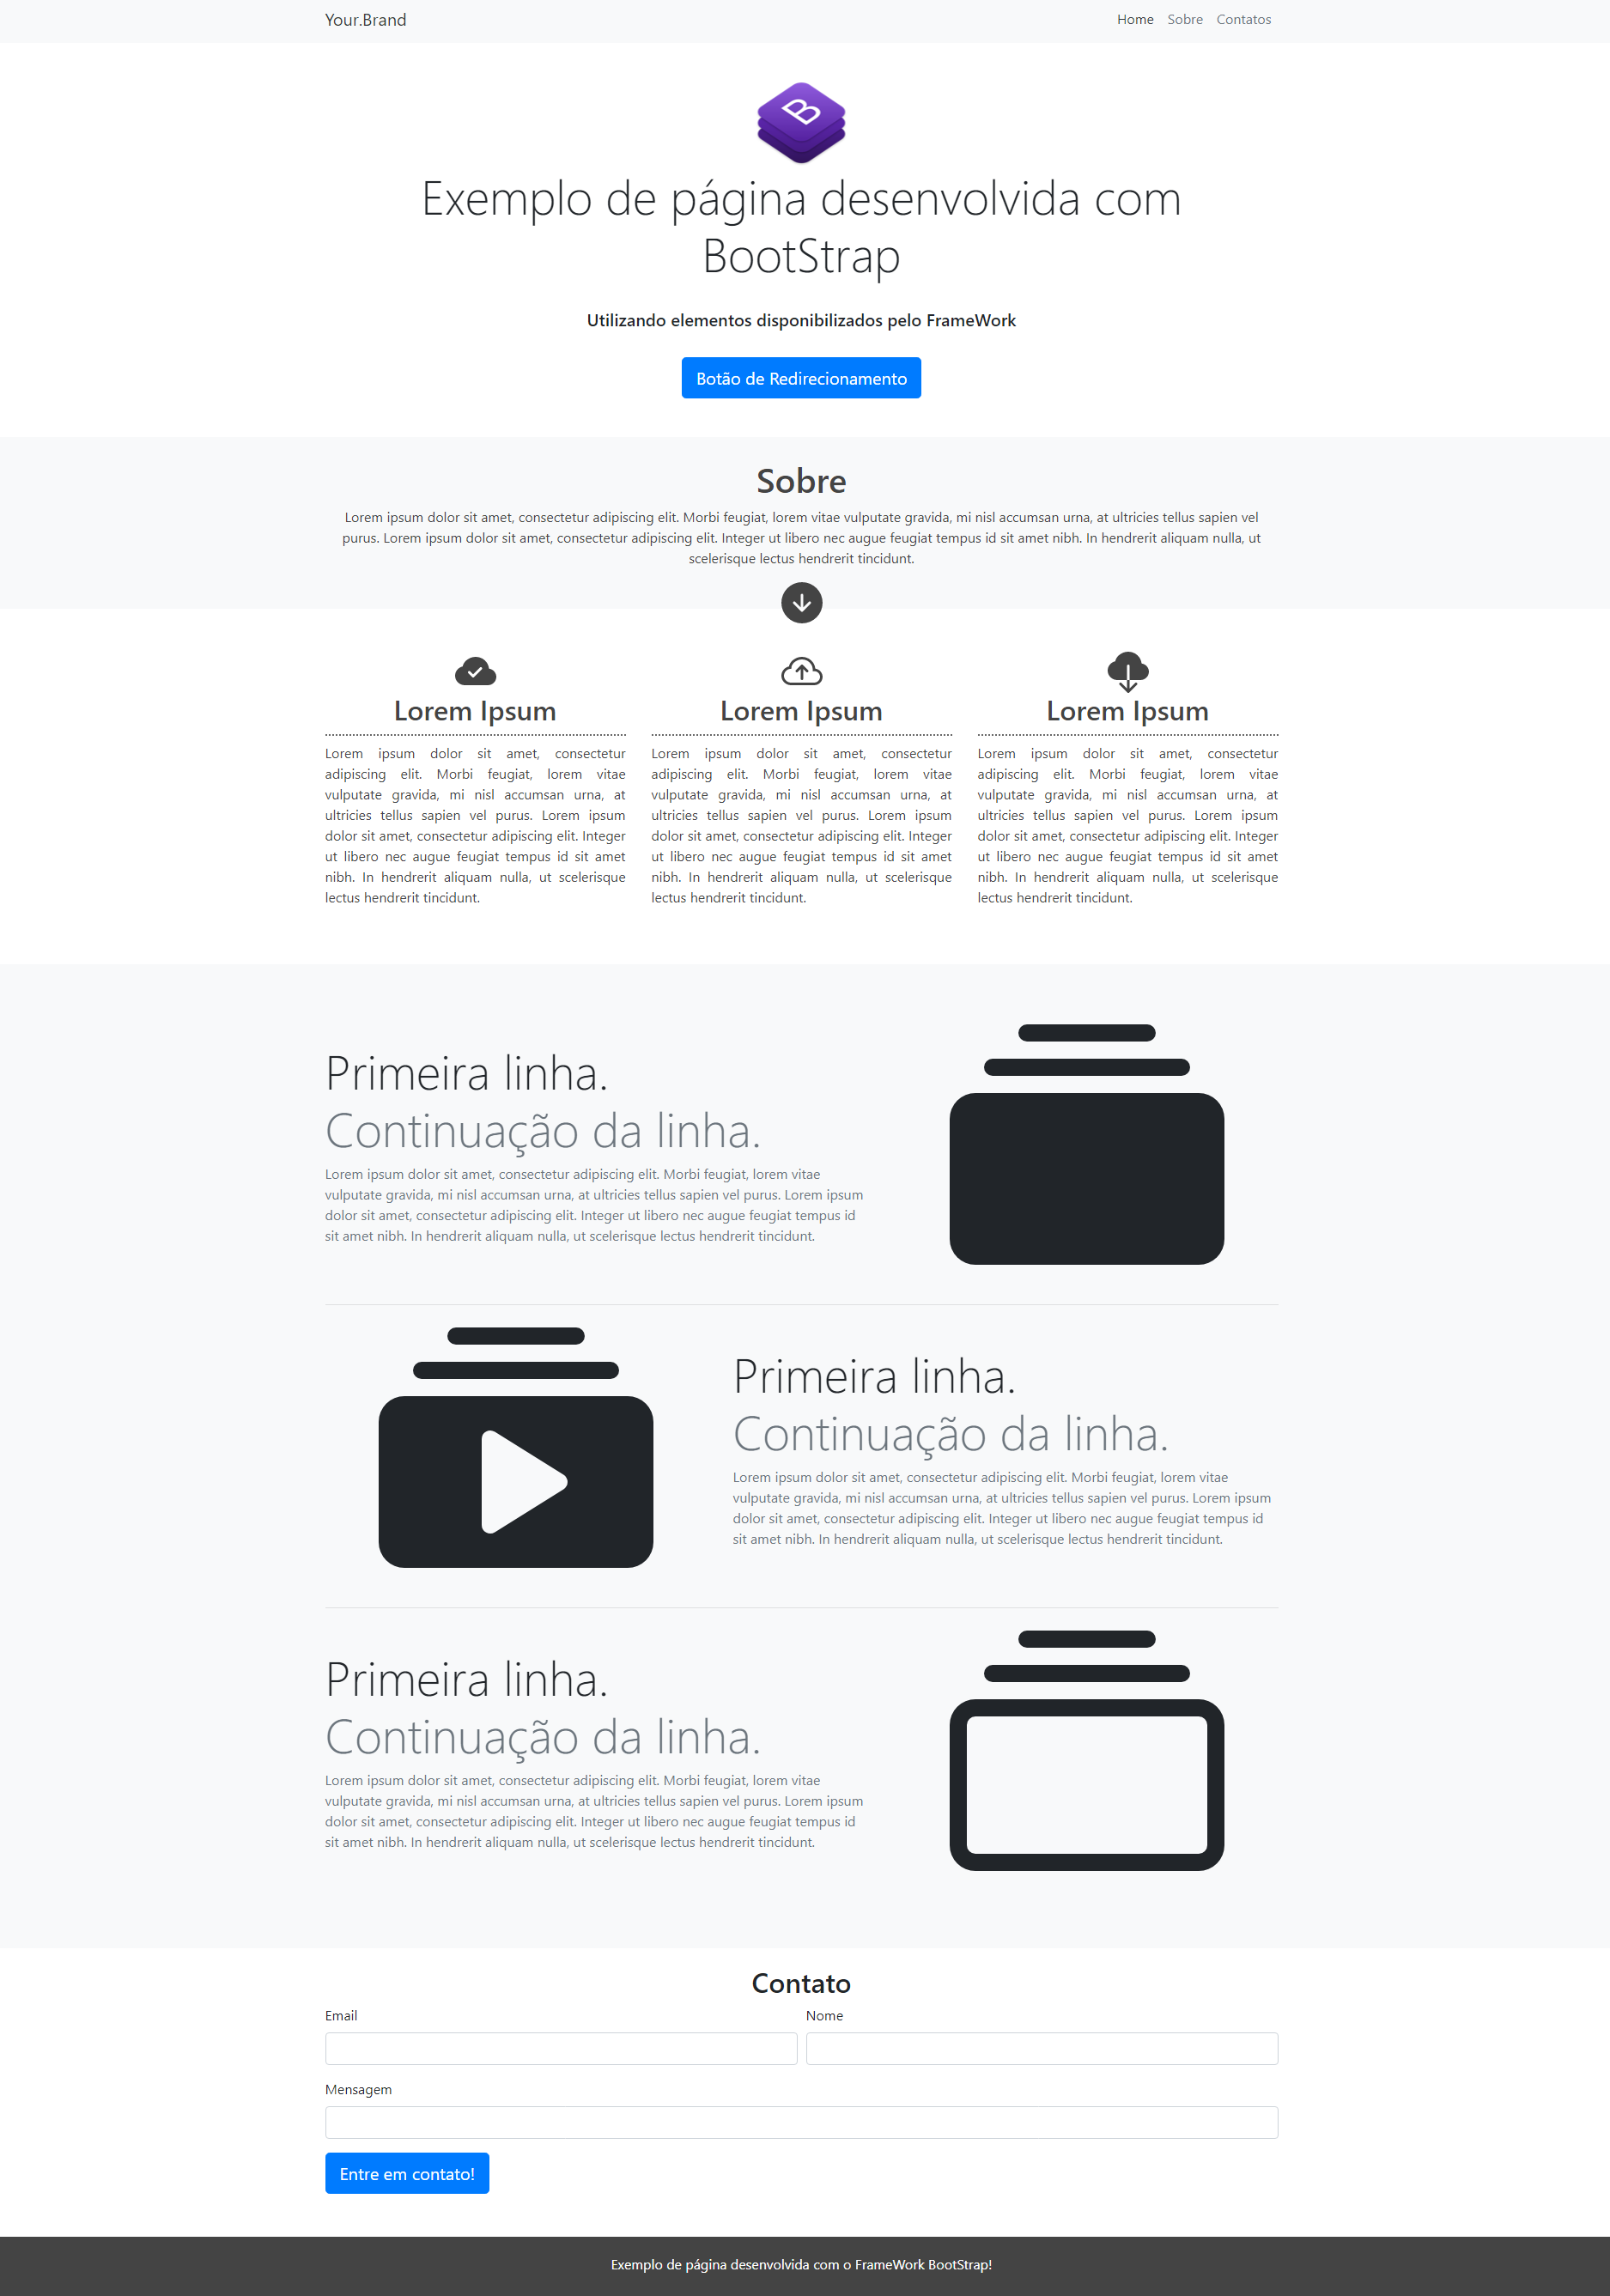 Your.Brand
Home Sobre Contatos
B
Exemplo de página desenvolvida com
BootStrap
Utilizando elementos disponibilizados pelo FrameWork
Botão de Redirecionamento
Sobre
Lorem ipsum dolor sit amet, consectetur adipiscing elit. Morbi feugiat, lorem vitae vulputate gravida, mi nisl accumsan urna, at ultricies tellus sapien vel
purus. Lorem ipsum dolor sit amet, consectetur adipiscing elit. Integer ut libero nec augue feugiat tempus id sit amet nibh. In hendrerit aliquam nulla, ut
scelerisque lectus hendrerit tincidunt.
Lorem Ipsum
Lorem ipsum dolor sit amet, consectetur
adipiscing elit. Morbi feugiat, lorem vitae
vulputate gravida, mi nisl accumsan urna, at
ultricies tellus sapien vel purus. Lorem ipsum
dolor sit amet, consectetur adipiscing elit. Integer
ut libero nec augue feugiat tempus id sit amet
nibh. In hendrerit aliquam nulla, ut scelerisque
lectus hendrerit tincidunt.
Lorem Ipsum
Lorem ipsum dolor sit amet, consectetur
adipiscing elit. Morbi feugiat, lorem vitae
vulputate gravida, mi nisl accumsan urna, at
ultricies tellus sapien vel purus. Lorem ipsum
dolor sit amet, consectetur adipiscing elit. Integer
ut libero nec augue feugiat tempus id sit amet
nibh. In hendrerit aliquam nulla, ut scelerisque
lectus hendrerit tincidunt.
Lorem Ipsum
Lorem ipsum dolor sit amet, consectetur
adipiscing elit. Morbi feugiat, lorem vitae
vulputate gravida, mi nisl accumsan urna, at
ultricies tellus sapien vel purus. Lorem ipsum
dolor sit amet, consectetur adipiscing elit. Integer
ut libero nec augue feugiat tempus id sit amet
nibh. In hendrerit aliquam nulla, ut scelerisque
lectus hendrerit tincidunt.
Primeira linha.
Continuação da linha.
Lorem ipsum dolor sit amet, consectetur adipiscing elit. Morbi feugiat, lorem vitae
vulputate gravida, mi nisl accumsan urna, at ultricies tellus sapien vel purus. Lorem ipsum
dolor sit amet, consectetur adipiscing elit. Integer ut libero nec augue feugiat tempus id
sit amet nibh. In hendrerit aliquam nulla, ut scelerisque lectus hendrerit tincidunt.
Primeira linha.
Continuação da linha.
Lorem ipsum dolor sit amet, consectetur adipiscing elit. Morbi feugiat, lorem vitae
vulputate gravida, mi nisl accumsan urna, at ultricies tellus sapien vel purus. Lorem ipsum
dolor sit amet, consectetur adipiscing elit. Integer ut libero nec augue feugiat tempus id
sit amet nibh. In hendrerit aliquam nulla, ut scelerisque lectus hendrerit tincidunt.
Primeira linha.
Continuação da linha.
Lorem ipsum dolor sit amet, consectetur adipiscing elit. Morbi feugiat, lorem vitae
vulputate gravida, mi nisl accumsan urna, at ultricies tellus sapien vel purus. Lorem ipsum
dolor sit amet, consectetur adipiscing elit. Integer ut libero nec augue feugiat tempus id
sit amet nibh. In hendrerit aliquam nulla, ut scelerisque lectus hendrerit tincidunt.
Contato
Email Nome
Mensagem
Entre em contato!
Exemplo de página desenvolvida com o FrameWork BootStrap!